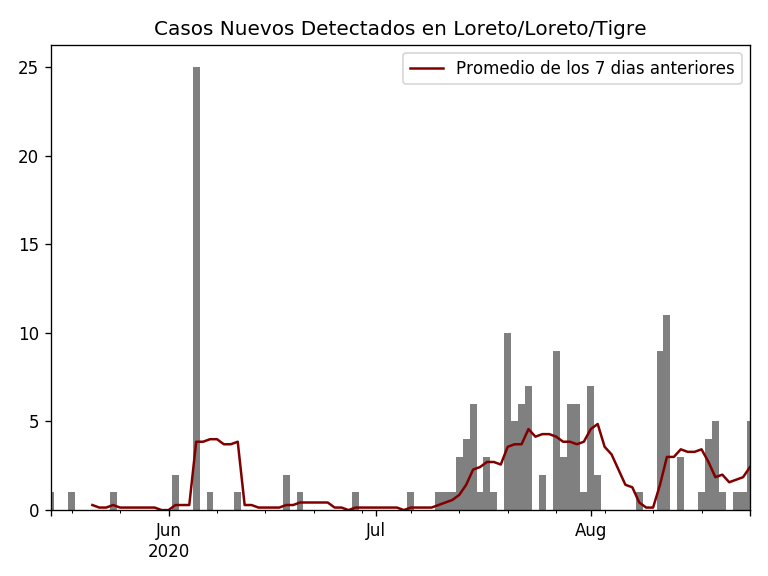 Casos Nuevos Detectados en Loreto/Loreto/Tigre
Promedio de los 7 dias anteriores
25
20
15
10
5
0
Jun
2020
Jul
Aug